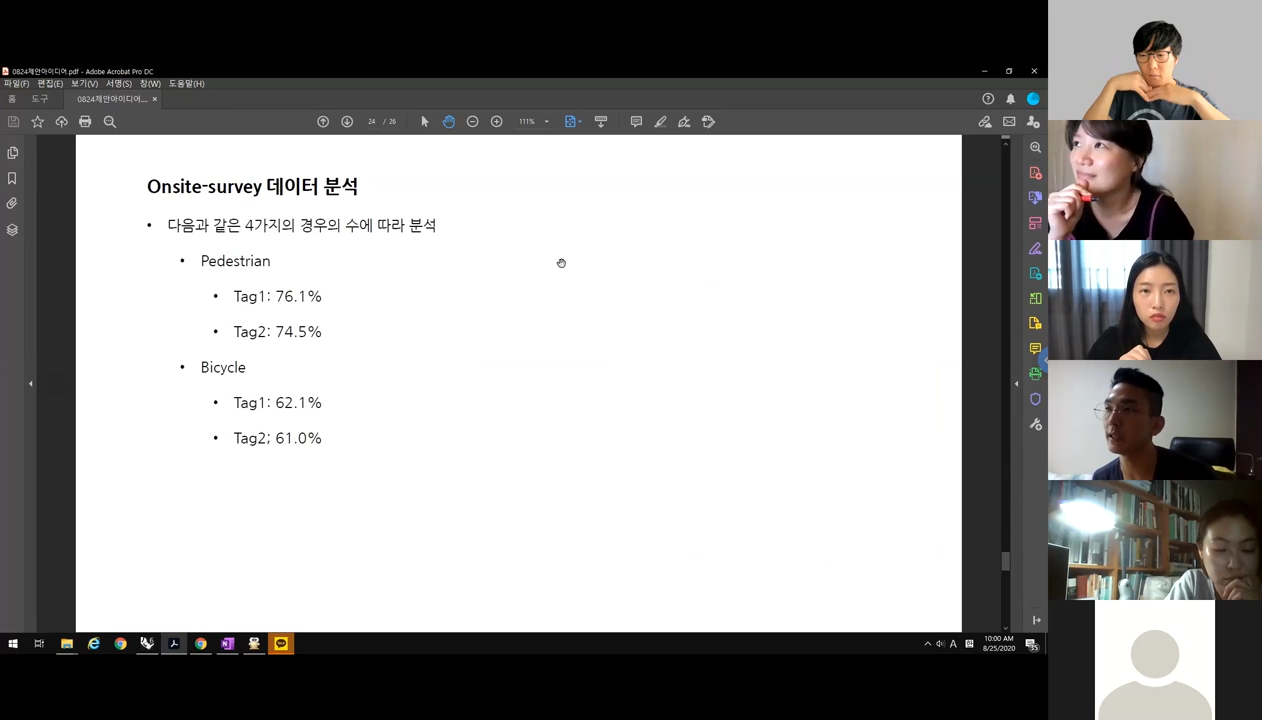 0824제안아이디어.pdf - Adobe Acrobat Pro DC
파일(F) 편집(E) 보기(V) 서명(S) 창(W) 도움말(H)
홈 도구 0824제안아이디어... ×
24 / 26 111%
Onsite-survey 데이터 분석
• 다음과 같은 4가지의 경우의 수에 따라 분석
• Pedestrian
• Tag1: 76.1%
• Tag2: 74.5%
• Bicycle
• Tag1: 62.1%
• Tag2; 61.0%
A 10:00 AM
8/25/2020